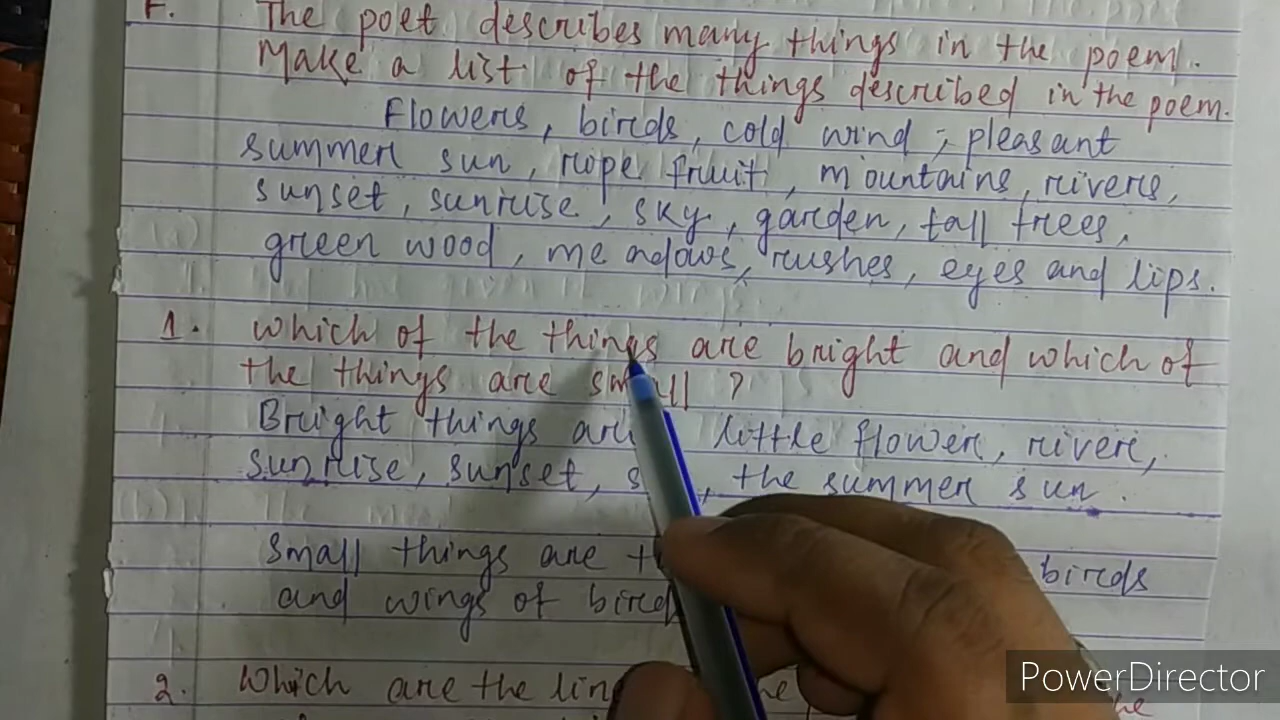 F. The poet describes many things in the poem.
Make a list of the things described in the poem.
Flowers, birds, cold wind, pleasant
summer sun, rope fruit, mountains, rivers,
sunset, sunrise, sky, garden, tall trees,
green wood, meadows, rushes, eyes and lips.
1. Which of the things are bright and which of
the things are small ?
Bright things are little flower, river,
sunrise, sunset, the summer sun.
Small things are birds
and wings of bird
2. Which are the
PowerDirector